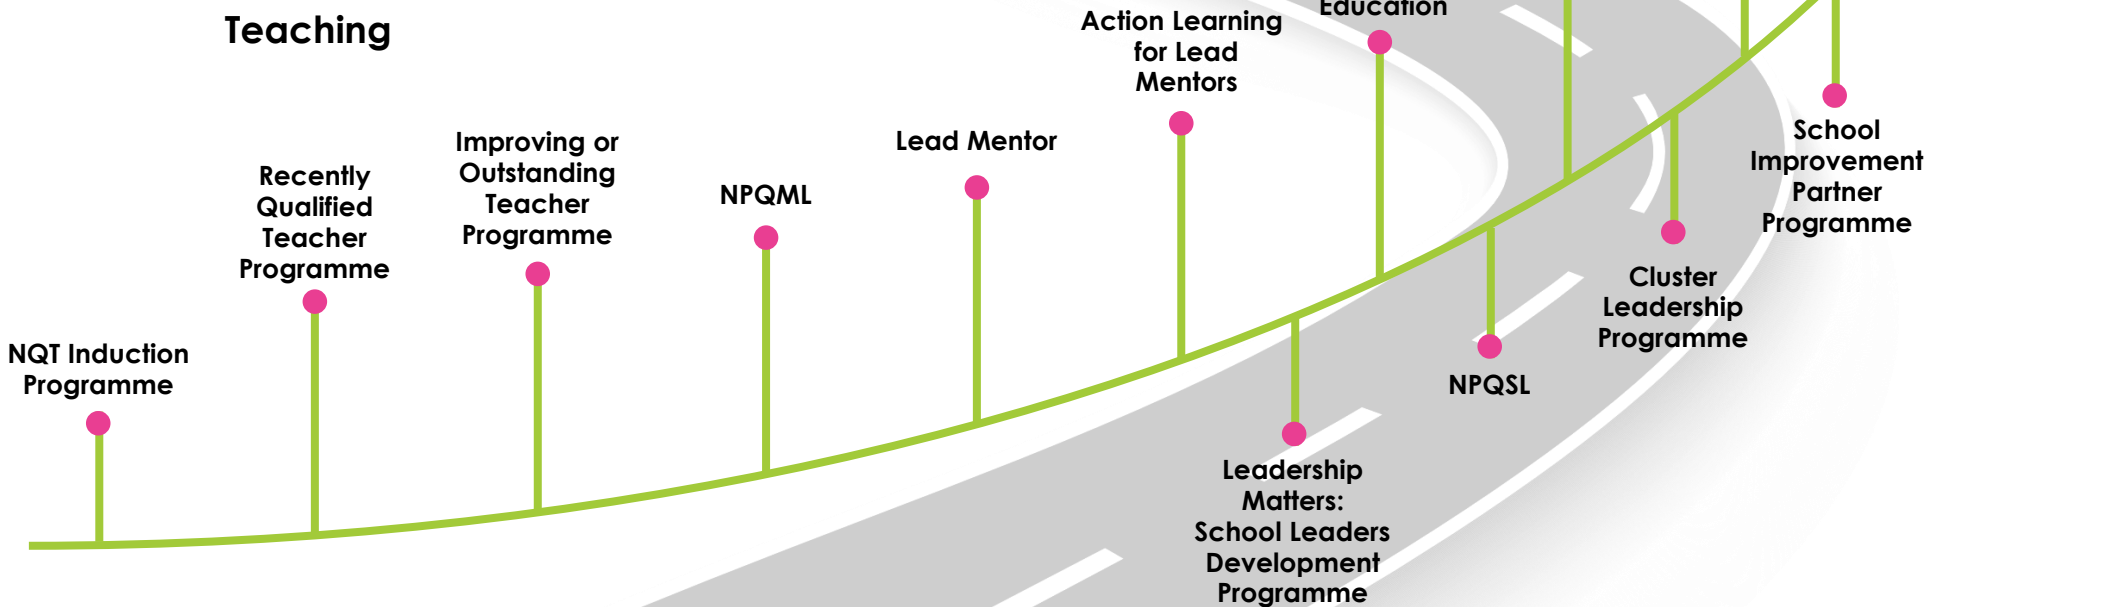 Teaching
NQT Induction
Programme
Recently
Qualified
Teacher
Programme
Improving or
Outstanding
Teacher
Programme
NPQML
Lead Mentor
Action Learning
for Lead
Mentors
Education
Leadership
Matters:
School Leaders
Development
Programme
NPQSL
Cluster
Leadership
Programme
School
Improvement
Partner
Programme